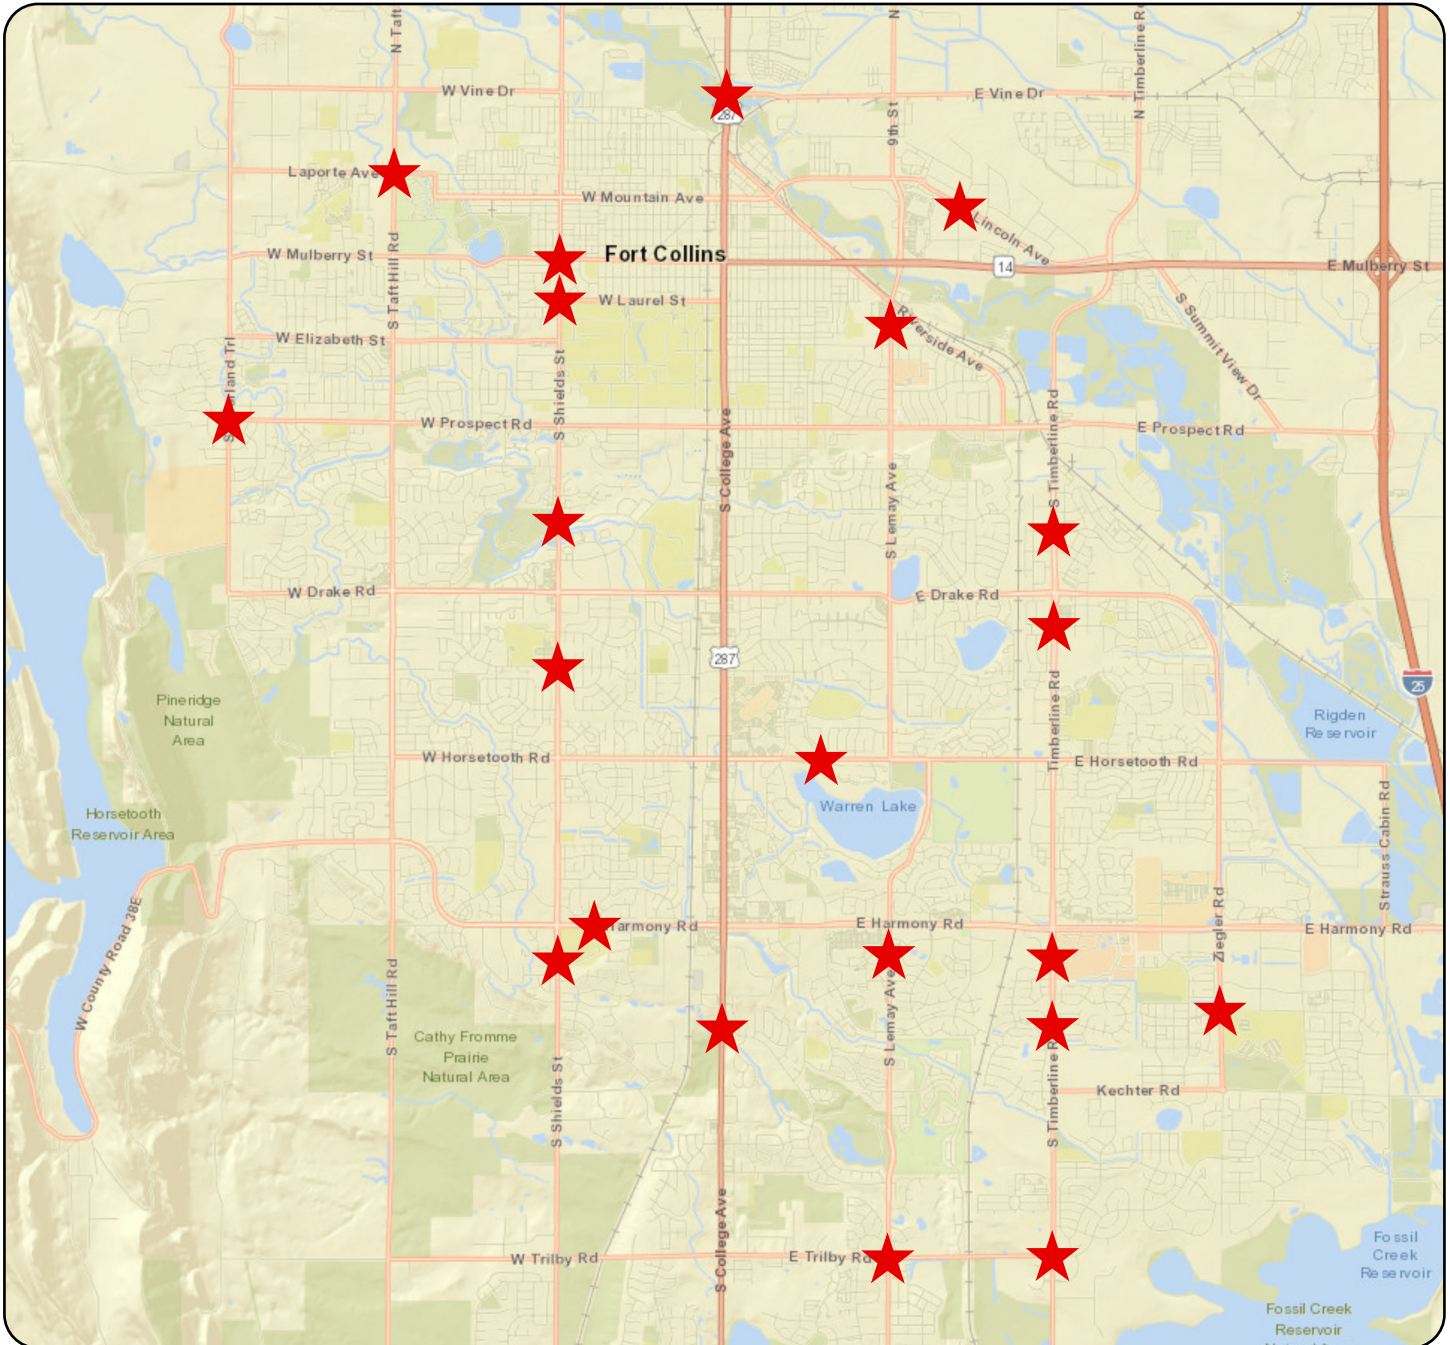 N Taft
N
N Timberline Rd
W Vine Dr
E Vine Dr
287
9th St
Laporte Ave
W Mountain Ave
Lincoln Ave
W Mulberry St
Fort Collins
14
E Mulberry St
S Taft Hill Rd
W Laurel St
S Summit View Dr
Riverside Ave
W Elizabeth St
S Shields St
W Prospect Rd
E Prospect Rd
S College Ave
S Timberline Rd
S Lemay Ave
W Drake Rd
E Drake Rd
287
25
Pineridge
Natural
Area
Rigden
Reservoir
Timberline Rd
W Horsetooth Rd
E Horsetooth Rd
Warren Lake
Horsetooth
Reservoir Area
Strauss Cabin Rd
W County Road 38E
Harmony Rd
E Harmony Rd
Ziegler Rd
E Harmony Rd
S Taft Hill Rd
S Lemay Ave
Cathy Fromme
Prairie
Natural Area
S Shields St
S Timberline R
Kechter Rd
S College Ave
W Trilby Rd
E Trilby Rd
Fossil
Creek
Reservoir
Fossil Creek
Reservoir